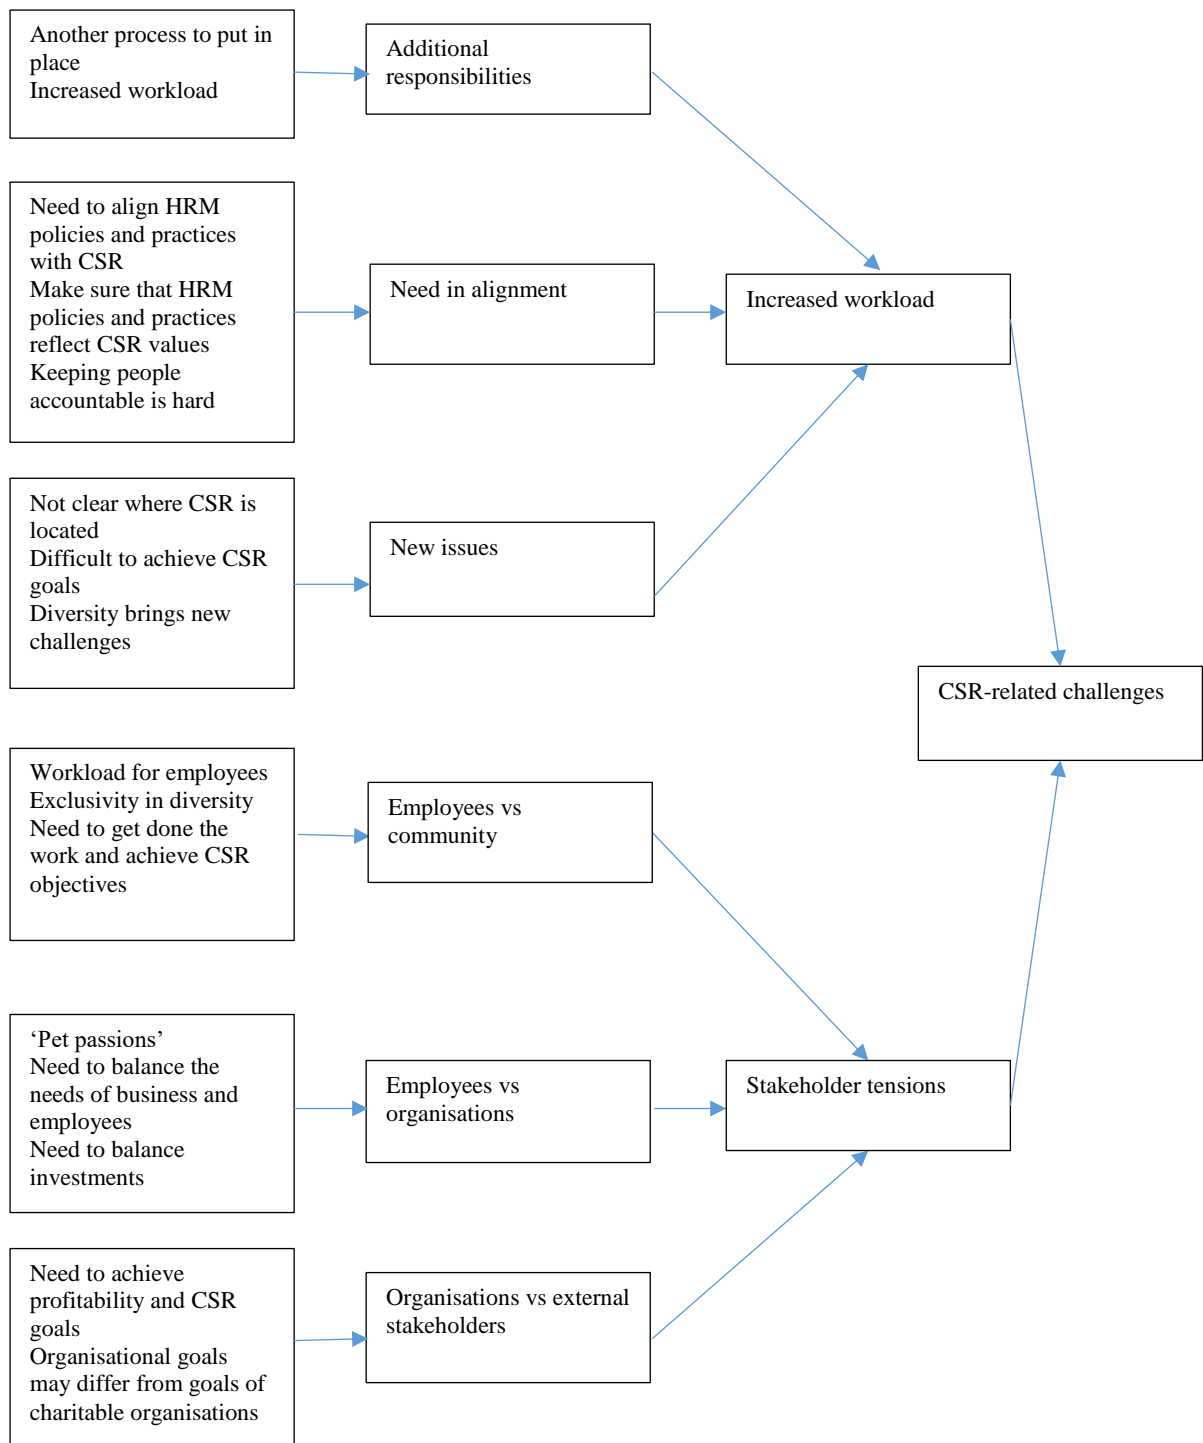 Another process to put in
place
Increased workload
Additional
responsibilities
Need to align HRM
policies and practices
with CSR
Make sure that HRM
policies and practices
reflect CSR values
Keeping people
accountable is hard
Need in alignment
Increased workload
Not clear where CSR is
located
Difficult to achieve CSR
goals
Diversity brings new
challenges
New issues
CSR-related challenges
Workload for employees
Exclusivity in diversity
Need to get done the
work and achieve CSR
objectives
Employees vs
community
‘Pet passions’
Need to balance the
needs of business and
employees
Need to balance
investments
Employees vs
organisations
Stakeholder tensions
Need to achieve
profitability and CSR
goals
Organisational goals
may differ from goals of
charitable organisations
Organisations vs external
stakeholders